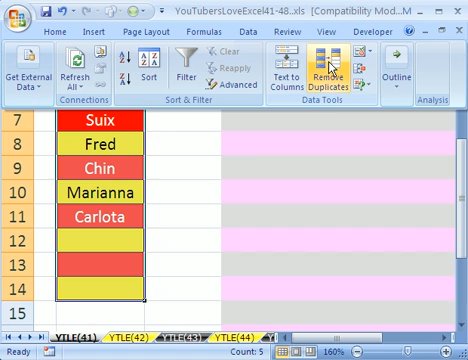 YouTubersLoveExcel41-48...xls [Compatibility Mod...
Home Insert Page Layout Formulas Data Review View Developer
Get External Data
Refresh All
Connections
Sort
Filter
Clear
Reapply
Advanced
Sort & Filter
Text to Columns
Remove Duplicates
Data Tools
Outline
Analysis
7 Suix
8 Fred
9 Chin
10 Marianna
11 Carlota
12
13
14
15
YTLE(41) YTLE(42) YTLE(43) YTLE(44)
Ready Count: 5 160%